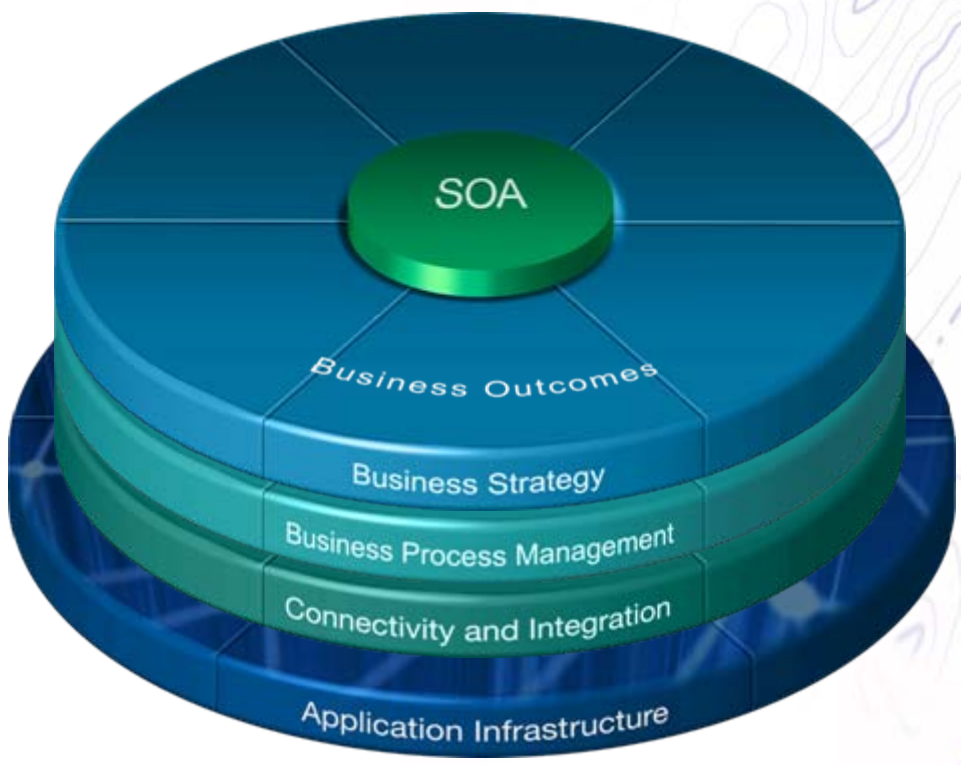 SOA
Business Outcomes
Business Strategy
Business Process Management
Connectivity and Integration
Application Infrastructure